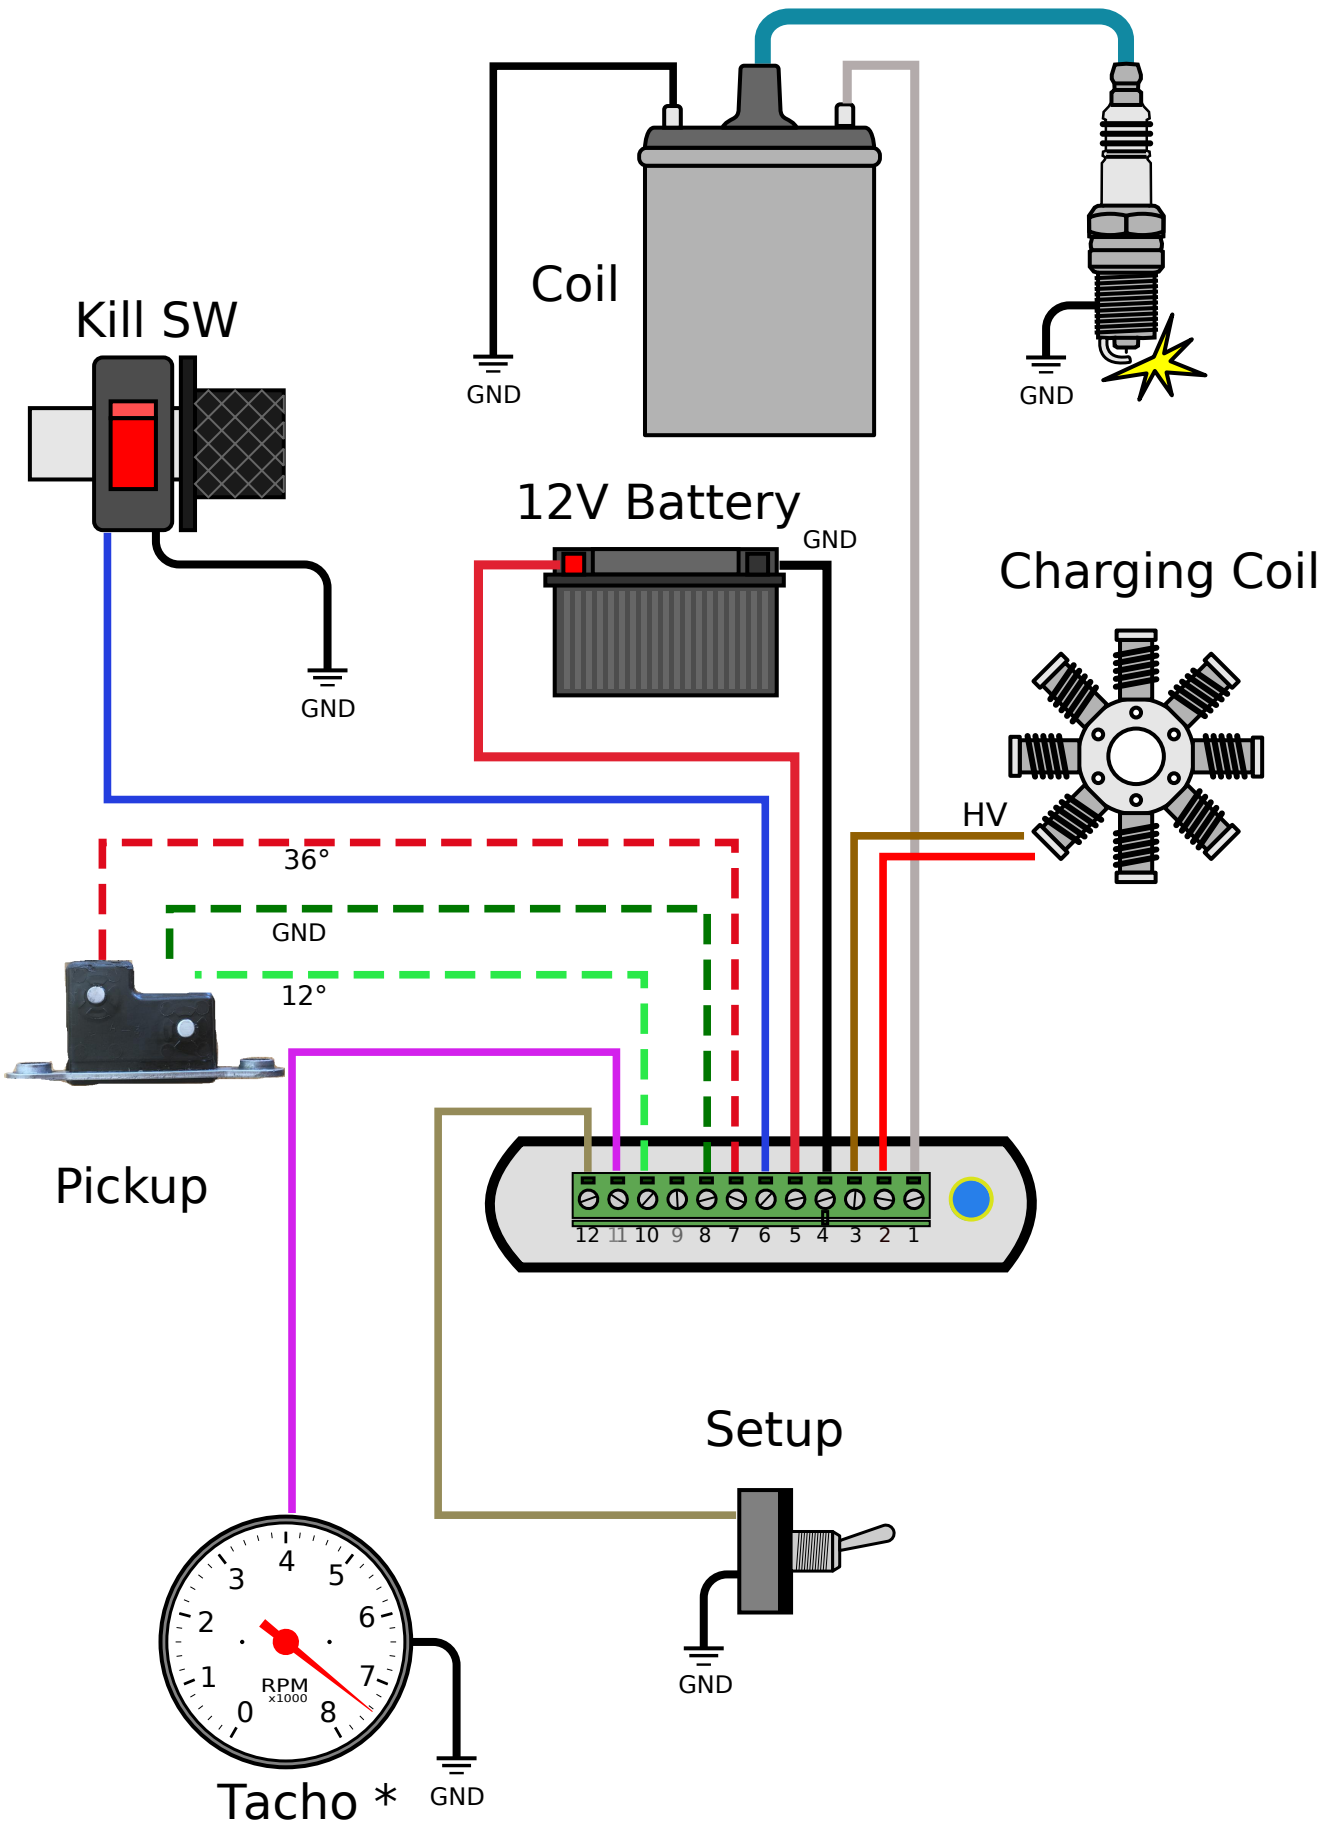 Coil
GND
GND
Kill SW
GND
12V Battery
GND
Charging Coil
HV
36°
GND
12°
Pickup
12 11 10 9 8 7 6 5 4 3 2 1
Setup
GND
0 1 2 3 4 5 6 7 8
RPM
x1000
Tacho *
GND